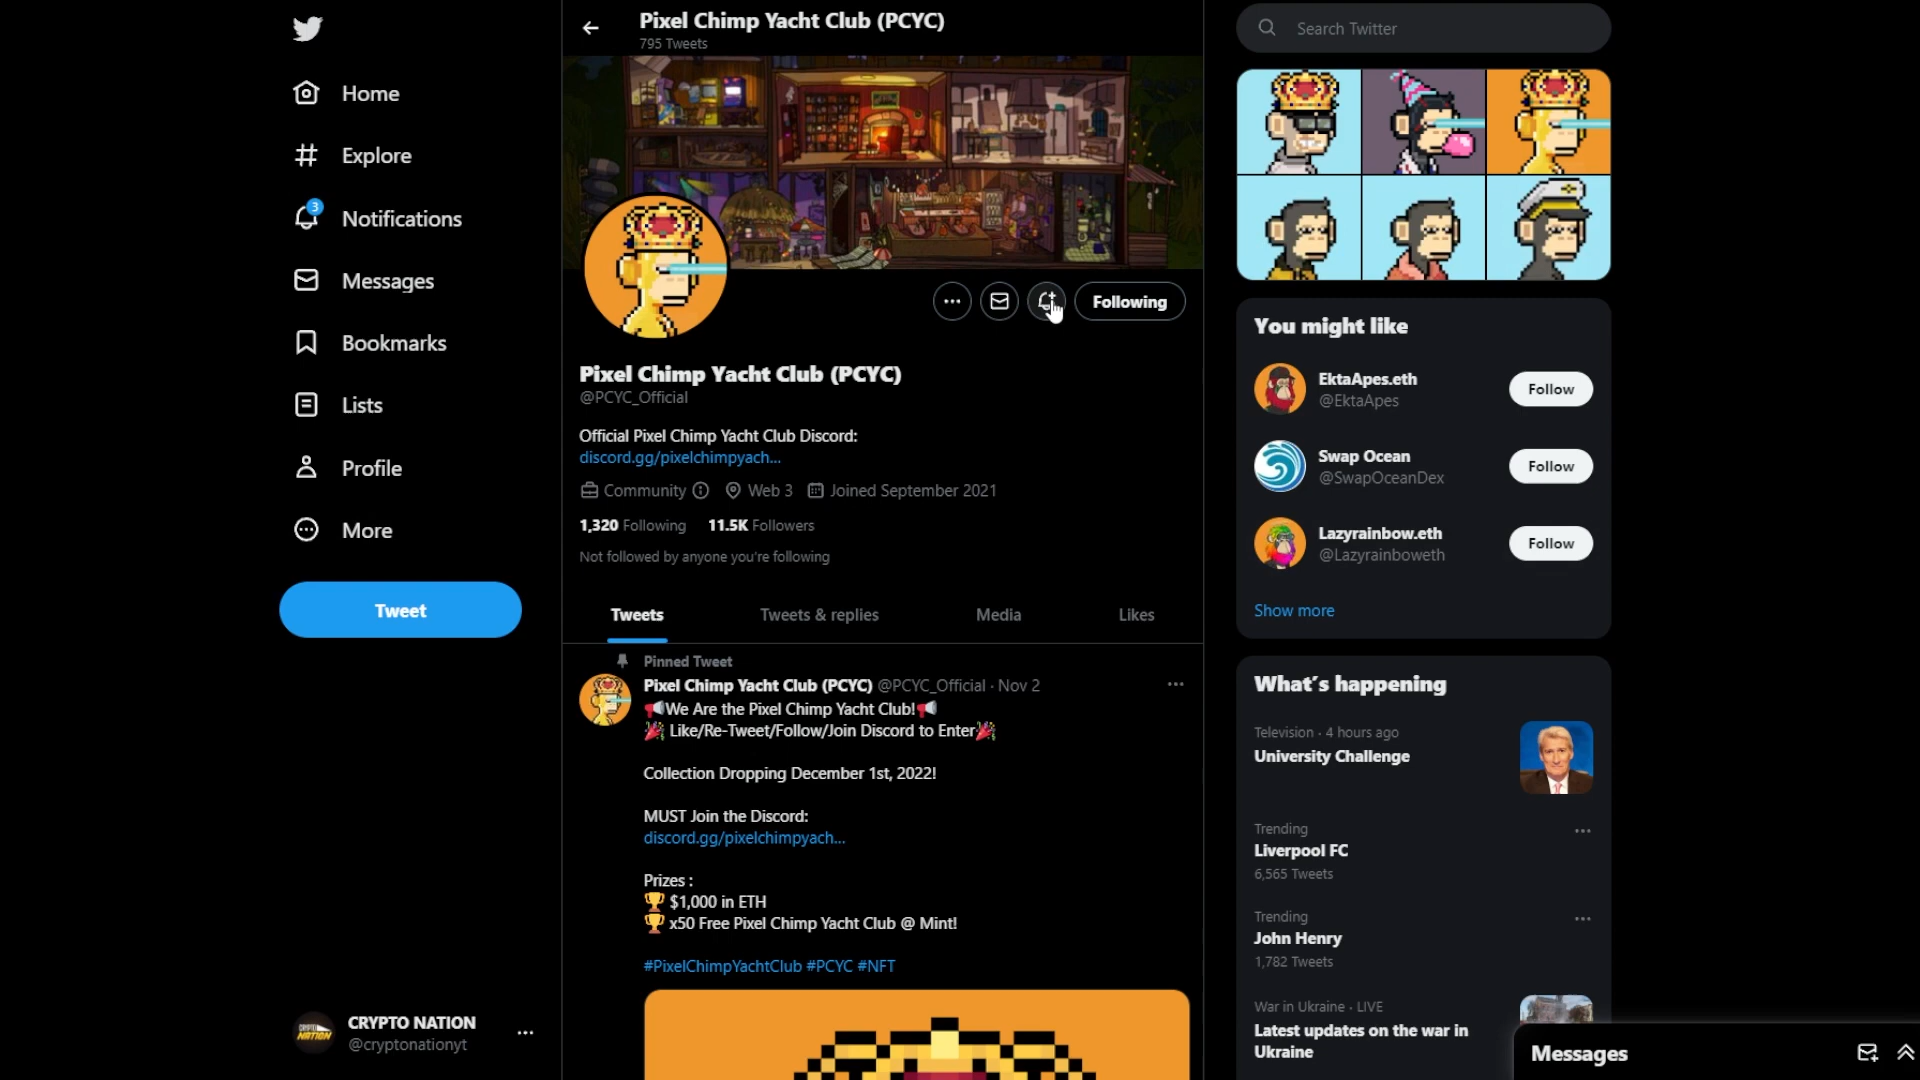 Home
Explore
3
Notifications
Messages
Bookmarks
Lists
Profile
More
Tweet
CRYPTO NATION
@cryptonationyt
Pixel Chimp Yacht Club (PCYC)
795 Tweets
Following
Pixel Chimp Yacht Club (PCYC)
@PCYC_Official
Official Pixel Chimp Yacht Club Discord:
discord.gg/pixelchimpyach...
Community Web 3 Joined September 2021
1,320 Following 11.5K Followers
Not followed by anyone you're following
Tweets Tweets & replies Media Likes
Pinned Tweet
Pixel Chimp Yacht Club (PCYC) @PCYC_Official · Nov 2
📢We Are the Pixel Chimp Yacht Club!📢
🎉 Like/Re-Tweet/Follow/Join Discord to Enter🎉
Collection Dropping December 1st, 2022!
MUST Join the Discord:
discord.gg/pixelchimpyach...
Prizes :
🏆 $1,000 in ETH
🏆 x50 Free Pixel Chimp Yacht Club @ Mint!
#PixelChimpYachtClub #PCYC #NFT
Search Twitter
You might like
EktaApes.eth
@EktaApes
Follow
Swap Ocean
@SwapOceanDex
Follow
Lazyrainbow.eth
@Lazyrainboweth
Follow
Show more
What's happening
Television · 4 hours ago
University Challenge
Trending
Liverpool FC
6,565 Tweets
Trending
John Henry
1,782 Tweets
War in Ukraine · LIVE
Latest updates on the war in
Ukraine
Messages